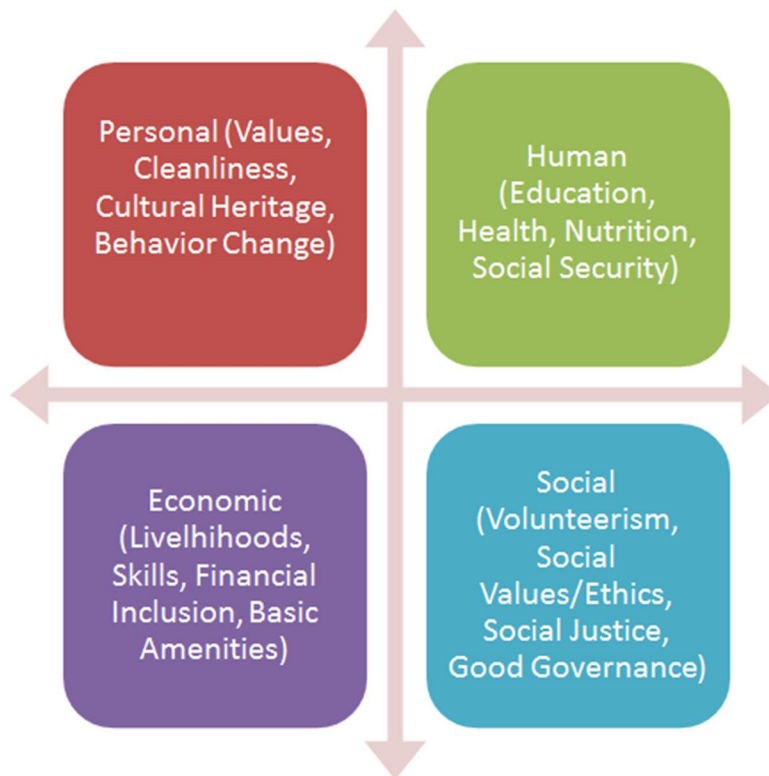 Personal (Values,
Cleanliness,
Cultural Heritage,
Behavior Change)
Human
(Education,
Health, Nutrition,
Social Security)
Economic
(Livelhihoods,
Skills, Financial
Inclusion, Basic
Amenities)
Social
(Volunteerism,
Social
Values/Ethics,
Social Justice,
Good Governance)